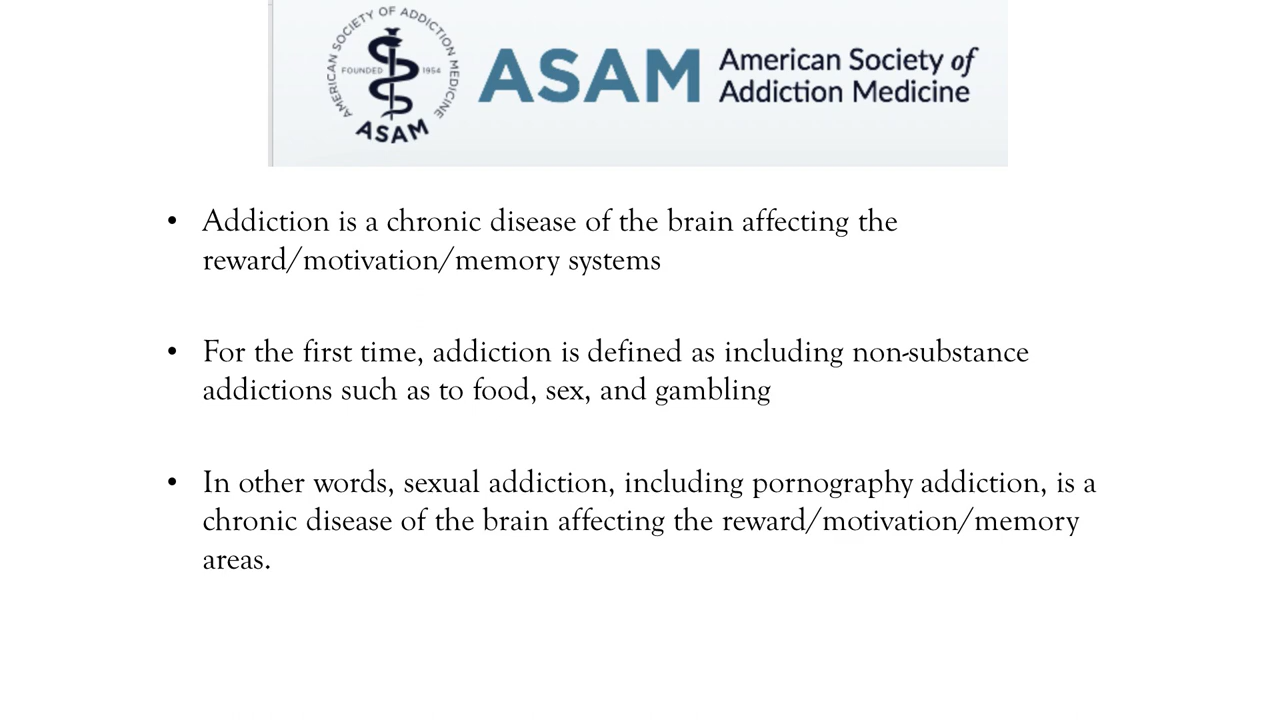 AMERICAN SOCIETY OF ADDICTION MEDICINE
FOUNDED 1954
ASAM
ASAM
American Society of
Addiction Medicine
• Addiction is a chronic disease of the brain affecting the
reward/motivation/memory systems
• For the first time, addiction is defined as including non-substance
addictions such as to food, sex, and gambling
• In other words, sexual addiction, including pornography addiction, is a
chronic disease of the brain affecting the reward/motivation/memory
areas.